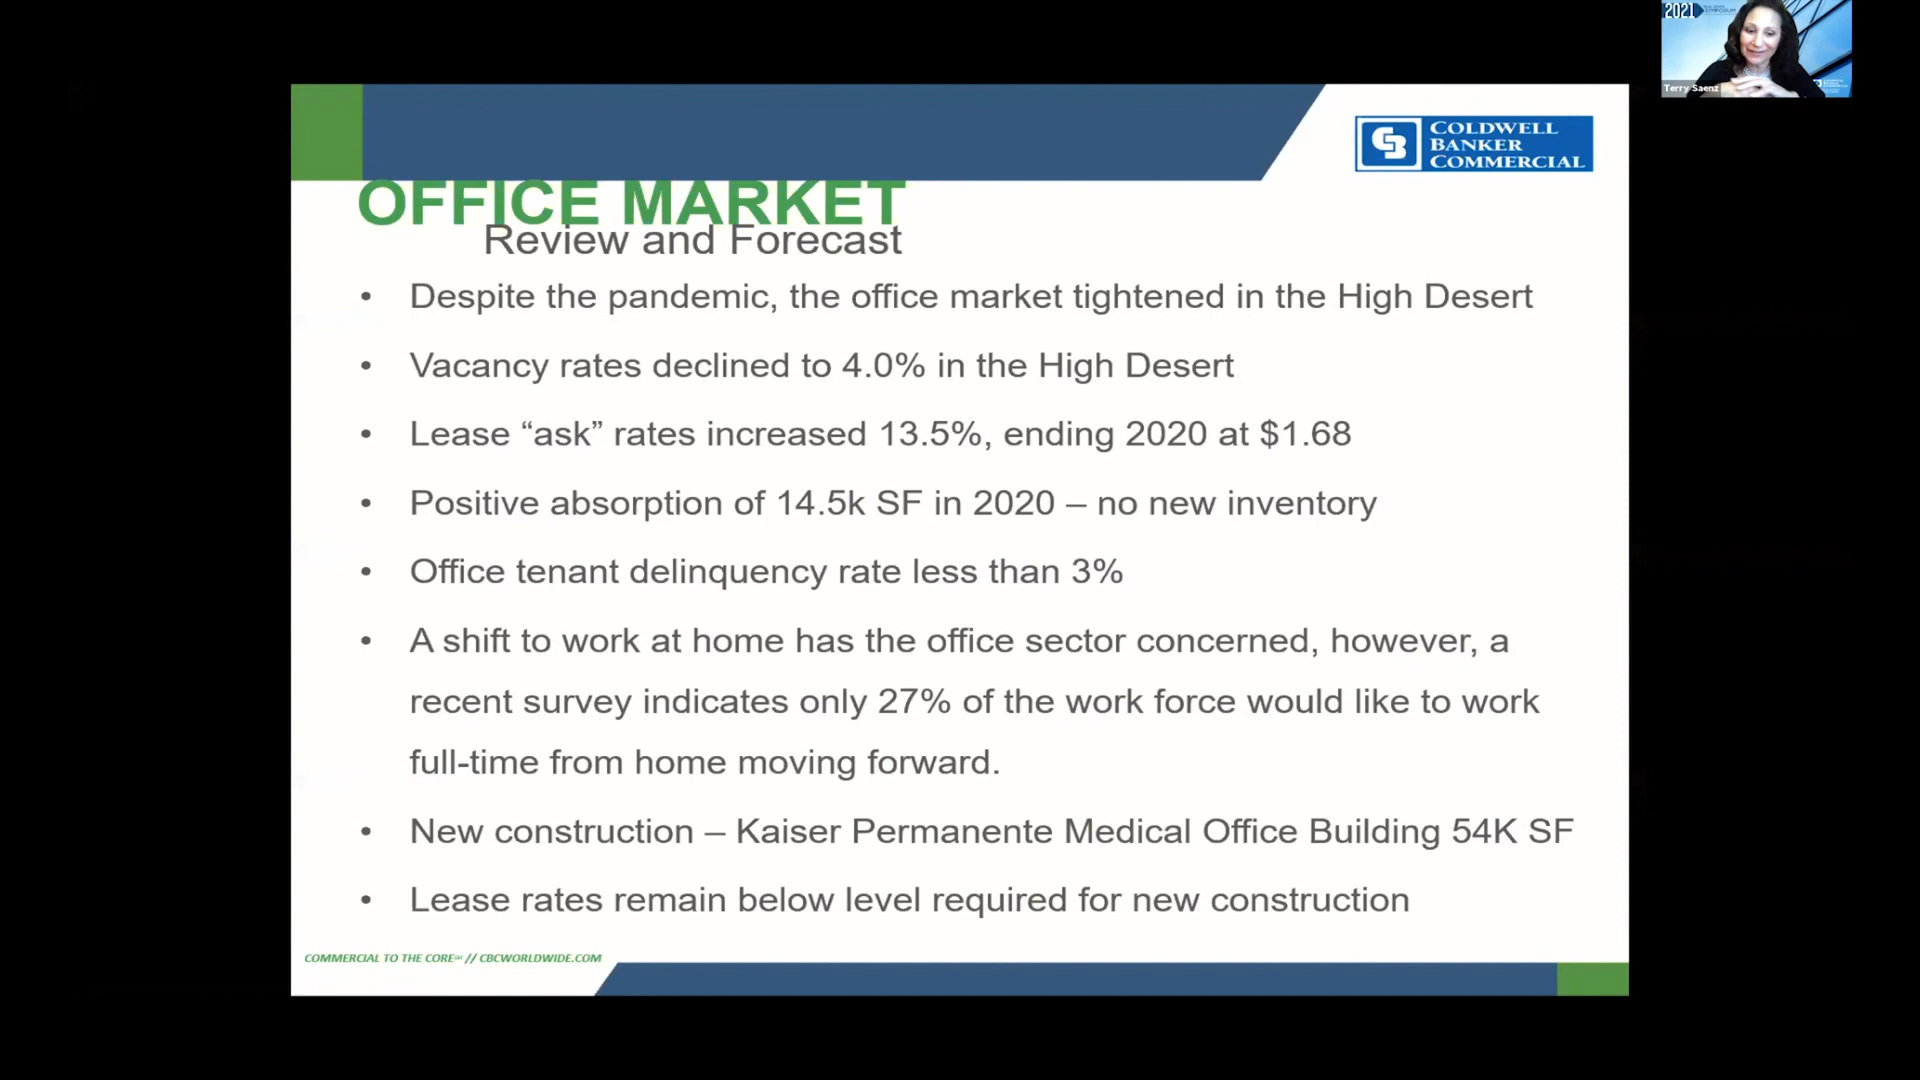 2021
Terry Saenz
COLDWELL
BANKER
COMMERCIAL
OFFICE MARKET
Review and Forecast
• Despite the pandemic, the office market tightened in the High Desert
• Vacancy rates declined to 4.0% in the High Desert
• Lease “ask” rates increased 13.5%, ending 2020 at $1.68
• Positive absorption of 14.5k SF in 2020 – no new inventory
• Office tenant delinquency rate less than 3%
• A shift to work at home has the office sector concerned, however, a
recent survey indicates only 27% of the work force would like to work
full-time from home moving forward.
• New construction – Kaiser Permanente Medical Office Building 54K SF
• Lease rates remain below level required for new construction
COMMERCIAL TO THE CORE℠ // CBCWORLDWIDE.COM